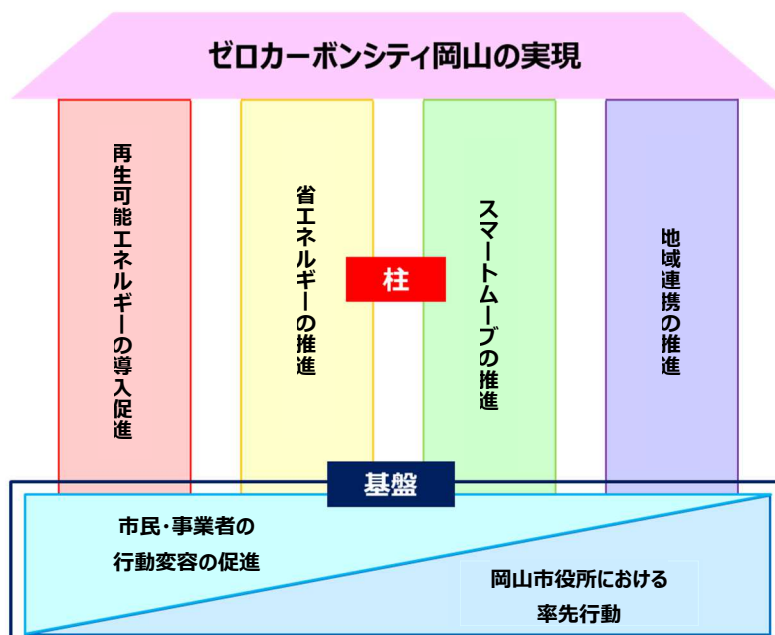 ゼロカーボンシティ岡山の実現
再生可能エネルギーの導入促進
省エネルギーの推進
柱
スマートムーブの推進
地域連携の推進
基盤
市民・事業者の
行動変容の促進
岡山市役所における
率先行動